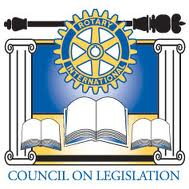 ROTARY
INTERNATIONAL
COUNCIL ON LEGISLATION